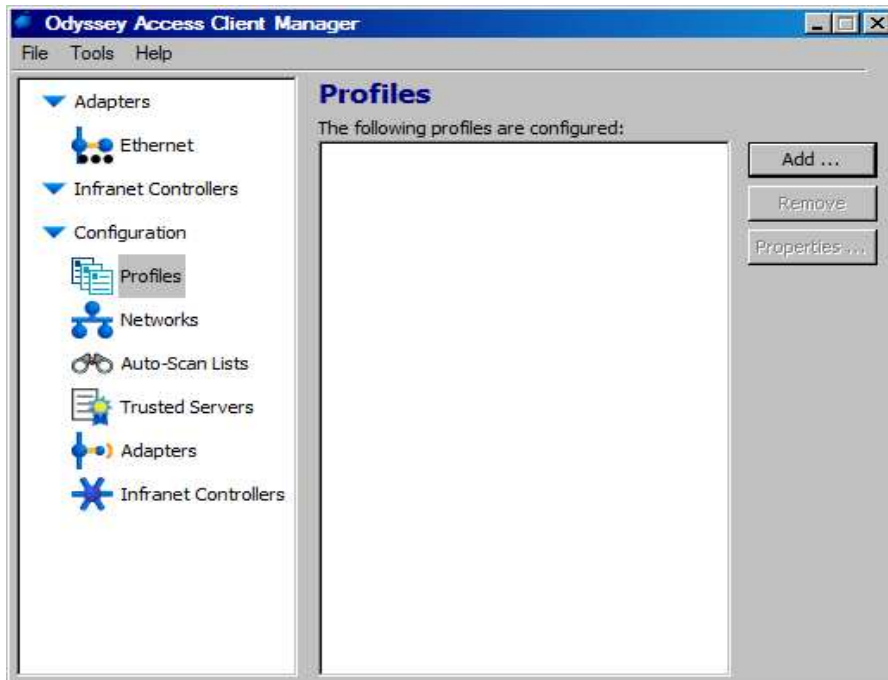 Odyssey Access Client Manager
File Tools Help
Adapters
Ethernet
Infranet Controllers
Configuration
Profiles
Networks
Auto-Scan Lists
Trusted Servers
Adapters
Infranet Controllers
Profiles
The following profiles are configured:
Add ...
Remove
Properties ...